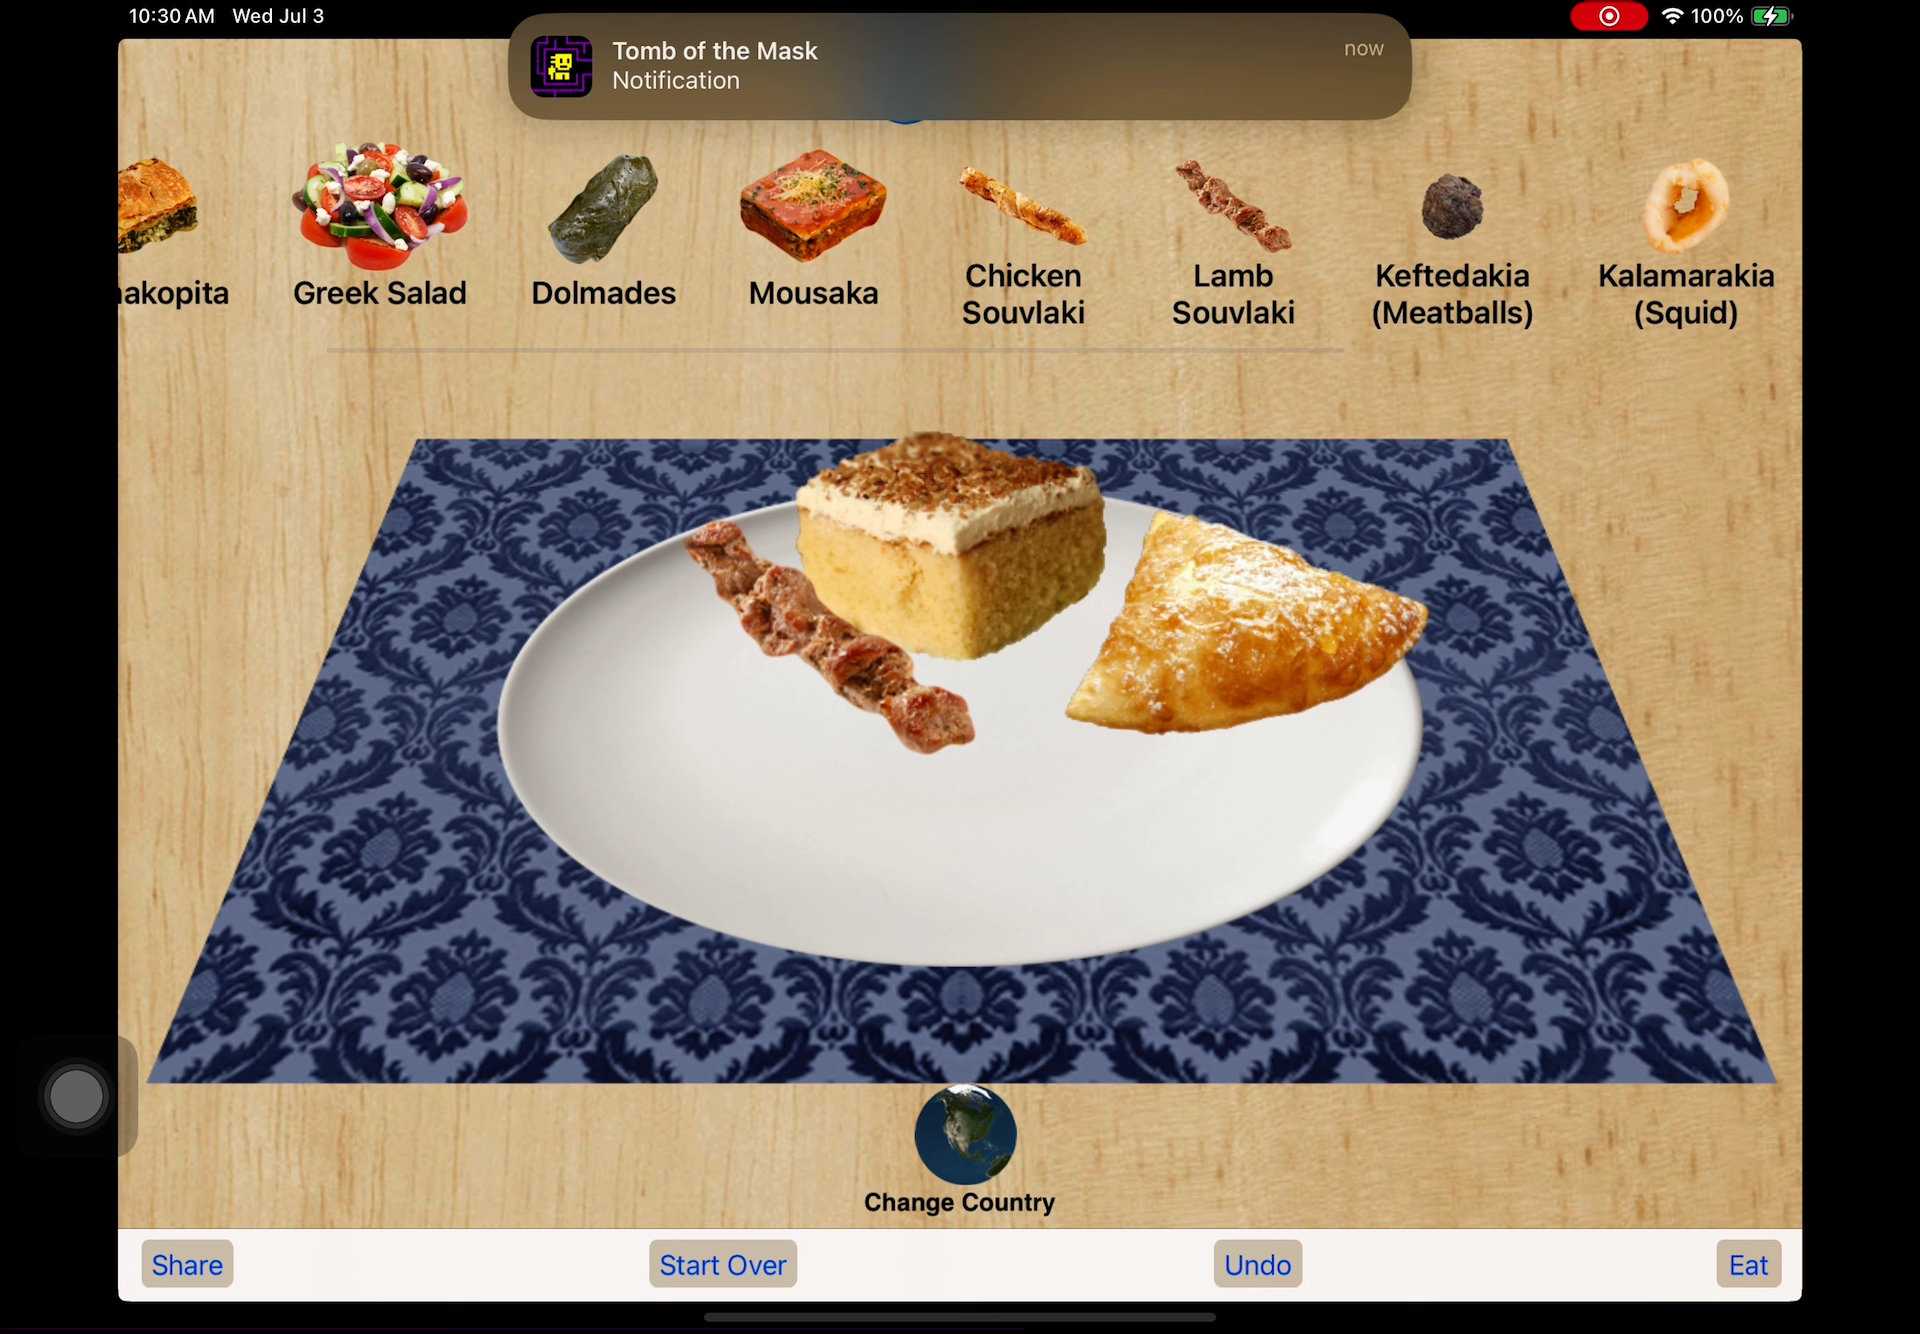 10:30 AM Wed Jul 3
100%
Tomb of the Mask
now
Notification
akopita
Greek Salad
Dolmades
Mousaka
Chicken
Souvlaki
Lamb
Souvlaki
Keftedakia
(Meatballs)
Kalamarakia
(Squid)
Change Country
Share
Start Over
Undo
Eat